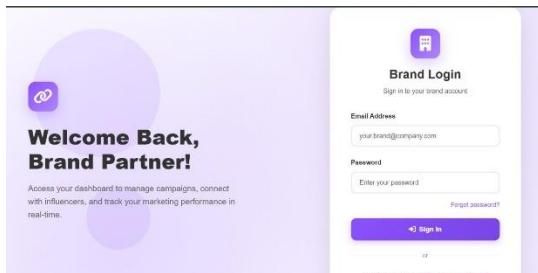 Welcome Back,
Brand Partner!
Access your dashboard to manage campaigns, connect
with influencers, and track your marketing performance in
real-time.
Brand Login
Sign in to your brand account
Email Address
your.brand@company.com
Password
Enter your password
Forgot password?
Sign In
or